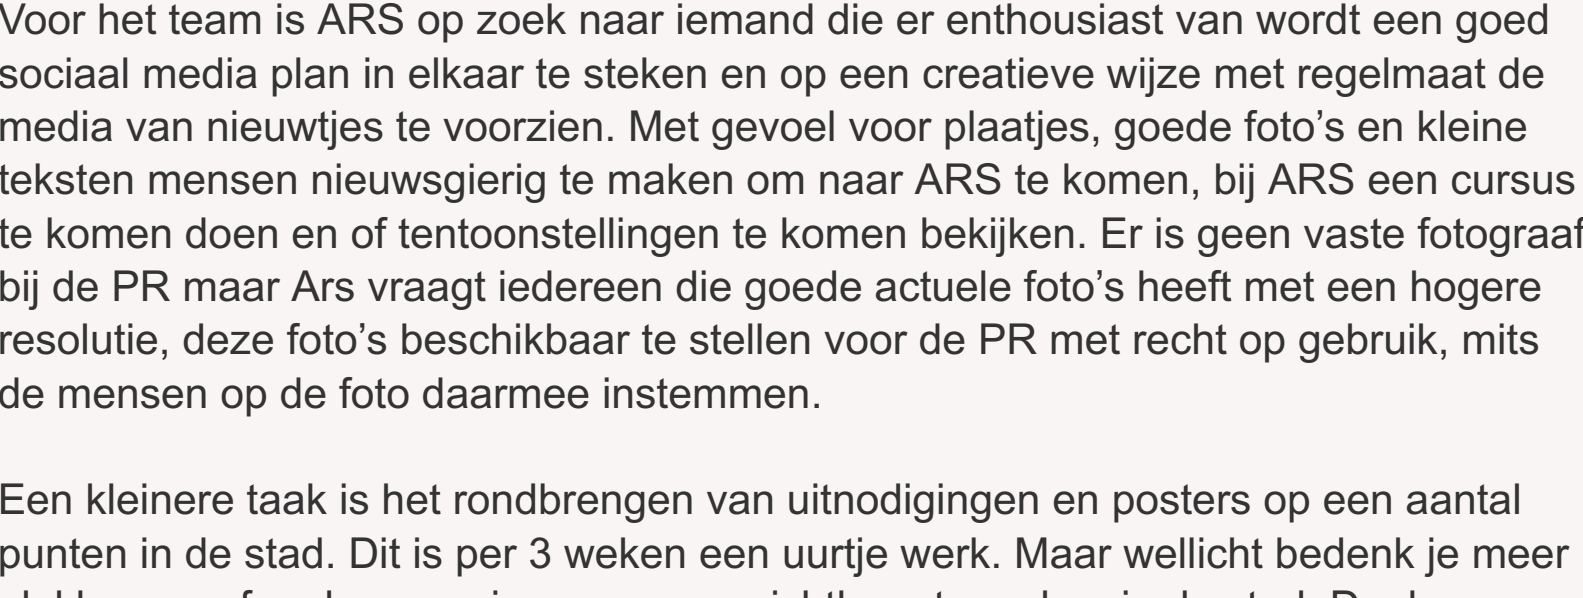 Voor het team is ARS op zoek naar iemand die er enthousiast van wordt een goed
sociaal media plan in elkaar te steken en op een creatieve wijze met regelmaat de
media van nieuwtjes te voorzien. Met gevoel voor plaatjes, goede foto’s en kleine
teksten mensen nieuwsgierig te maken om naar ARS te komen, bij ARS een cursus
te komen doen en of tentoonstellingen te komen bekijken. Er is geen vaste fotograaf
bij de PR maar Ars vraagt iedereen die goede actuele foto’s heeft met een hogere
resolutie, deze foto’s beschikbaar te stellen voor de PR met recht op gebruik, mits
de mensen op de foto daarmee instemmen.
Een kleinere taak is het rondbrengen van uitnodigingen en posters op een aantal
punten in de stad. Dit is per 3 weken een uurtje werk. Maar wellicht bedenk je meer